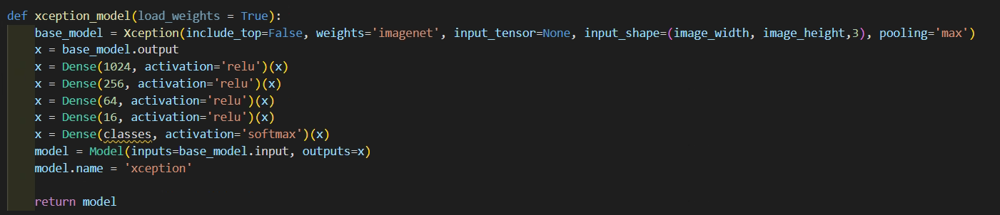 def xception_model(load_weights = True):
    base_model = Xception(include_top=False, weights='imagenet', input_tensor=None, input_shape=(image_width, image_height,3), pooling='max')
    x = base_model.output
    x = Dense(1024, activation='relu')(x)
    x = Dense(256, activation='relu')(x)
    x = Dense(64, activation='relu')(x)
    x = Dense(16, activation='relu')(x)
    x = Dense(classes, activation='softmax')(x)
    model = Model(inputs=base_model.input, outputs=x)
    model.name = 'xception'
    return model